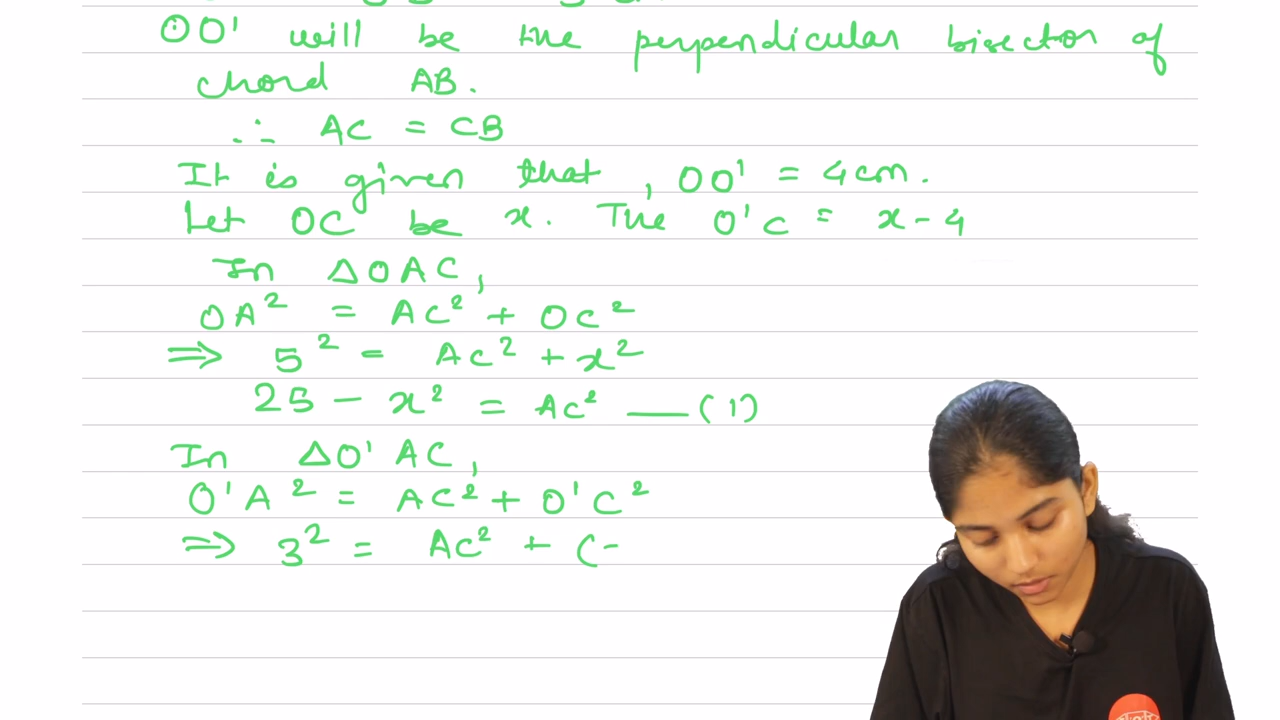 OO' will be the perpendicular bisector of
chord AB.
∴ AC = CB
It is given that, OO' = 4cm.
Let OC be x. The O'C = x - 4
In △OAC,
OA² = AC² + OC²
⇒ 5² = AC² + x²
25 - x² = AC² —— (1)
In △O'AC,
O'A² = AC² + O'C²
⇒ 3² = AC² + (-